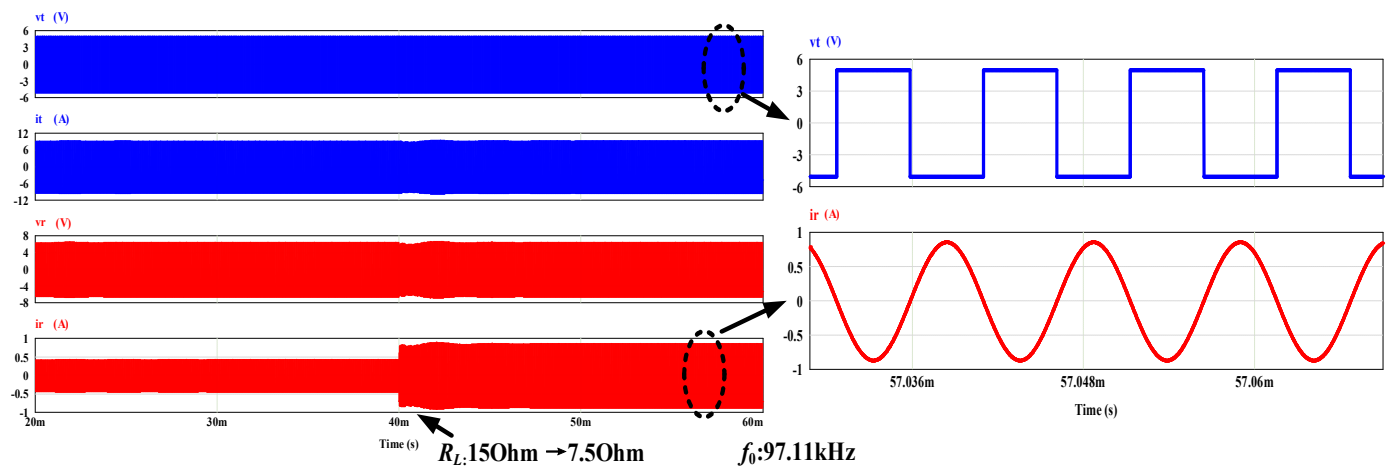 vt (V)
6
3
0
-3
-6
it (A)
12
6
0
-6
-12
vr (V)
8
4
0
-4
-8
ir (A)
1
0.5
0
-0.5
-1
20m 30m 40m 50m 60m
Time (s)
R_L:15Ohm →7.5Ohm
f_0:97.11kHz
vt (V)
6
3
0
-3
-6
ir (A)
1
0.5
0
-0.5
-1
57.036m 57.048m 57.06m
Time (s)